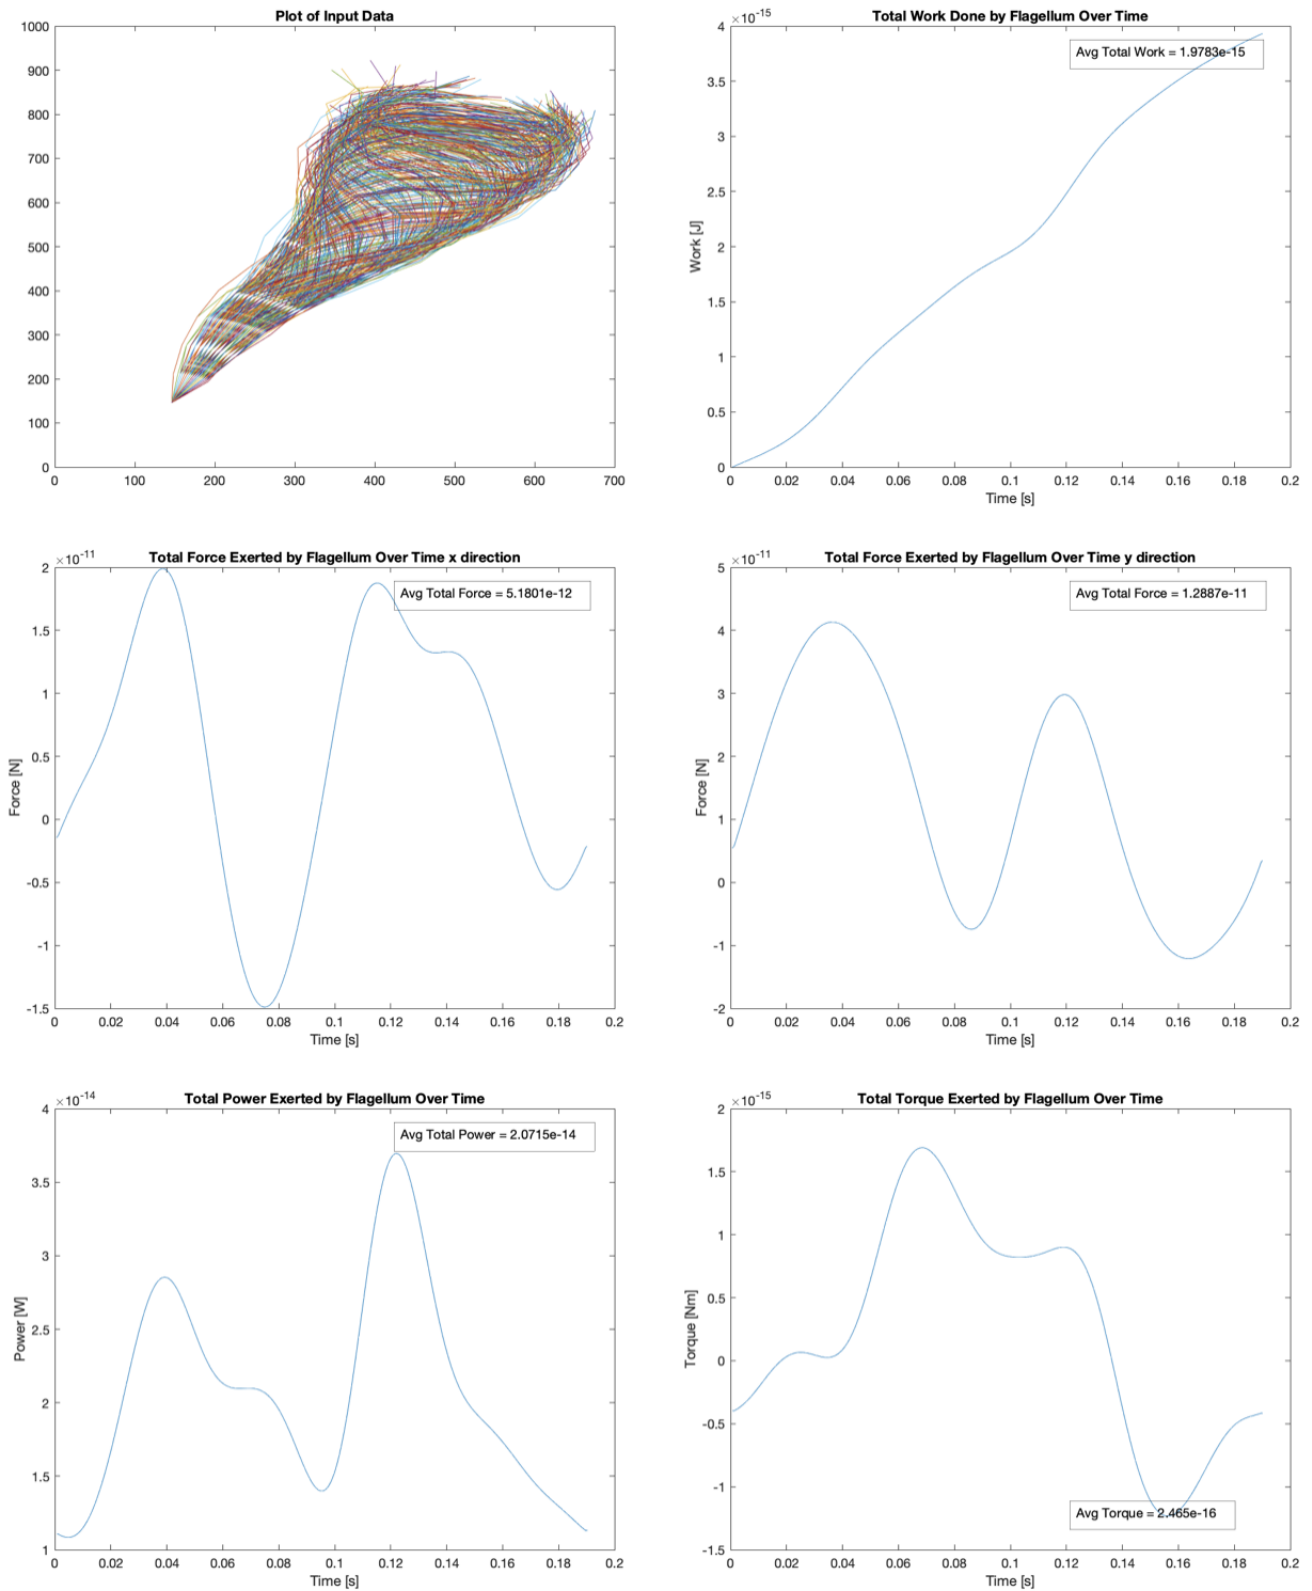 Plot of Input Data
1000
900
800
700
600
500
400
300
200
100
0
0 100 200 300 400 500 600 700
Total Work Done by Flagellum Over Time
×10-15
Avg Total Work = 1.9783e-15
4
3.5
3
2.5
2
1.5
1
0.5
0
Work [J]
0 0.02 0.04 0.06 0.08 0.1 0.12 0.14 0.16 0.18 0.2
Time [s]
Total Force Exerted by Flagellum Over Time x direction
×10-11
Avg Total Force = 5.1801e-12
2
1.5
1
0.5
0
-0.5
-1
-1.5
Force [N]
0 0.02 0.04 0.06 0.08 0.1 0.12 0.14 0.16 0.18 0.2
Time [s]
Total Force Exerted by Flagellum Over Time y direction
×10-11
Avg Total Force = 1.2887e-11
5
4
3
2
1
0
-1
-2
Force [N]
0 0.02 0.04 0.06 0.08 0.1 0.12 0.14 0.16 0.18 0.2
Time [s]
Total Power Exerted by Flagellum Over Time
×10-14
Avg Total Power = 2.0715e-14
4
3.5
3
2.5
2
1.5
1
Power [W]
0 0.02 0.04 0.06 0.08 0.1 0.12 0.14 0.16 0.18 0.2
Time [s]
Total Torque Exerted by Flagellum Over Time
×10-15
2
1.5
1
0.5
0
-0.5
-1
-1.5
Torque [Nm]
Avg Torque = 2.465e-16
0 0.02 0.04 0.06 0.08 0.1 0.12 0.14 0.16 0.18 0.2
Time [s]